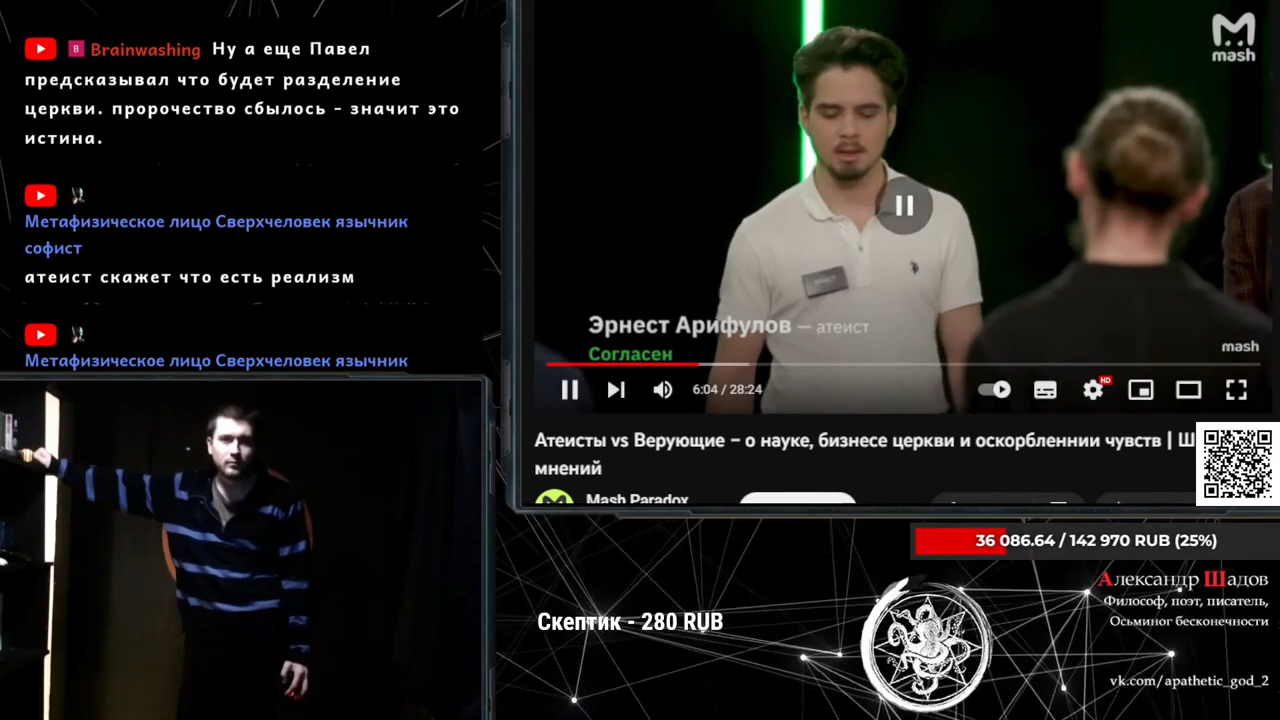 Brainwashing Ну а еще Павел
предсказывал что будет разделение
церкви. пророчество сбылось - значит это
истина.
Метафизическое лицо Сверхчеловек язычник
софист
атеист скажет что есть реализм
Метафизическое лицо Сверхчеловек язычник
mash
Эрнест Арифулов — атеист
Согласен
mash
6:04 / 28:24
HD
Атеисты vs Верующие – о науке, бизнесе церкви и оскорблениии чувств | Ш
мнений
Mash Paradox
36 086.64 / 142 970 RUB (25%)
Скептик - 280 RUB
Александр Шадов
Философ, поэт, писатель,
Осьминог бесконечности
vk.com/apathetic_god_2